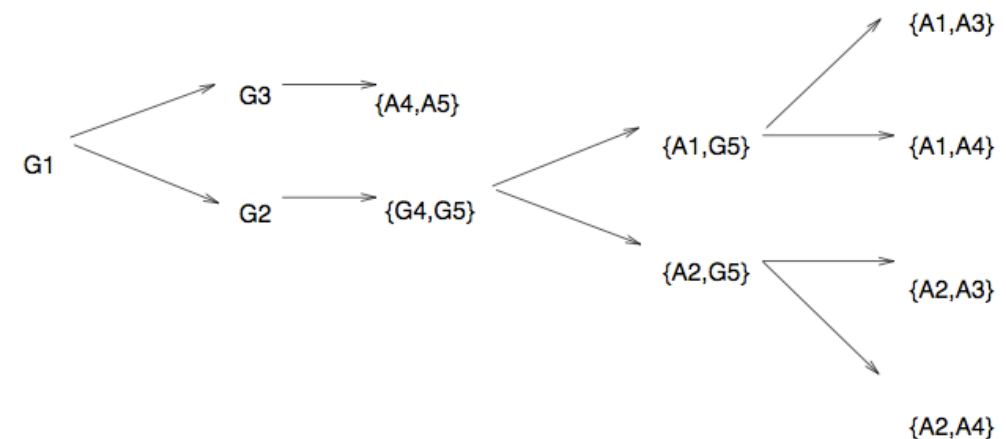 {A1,A3}
G3
{A4,A5}
{A1,G5}
{A1,A4}
G1
G2
{G4,G5}
{A2,G5}
{A2,A3}
{A2,A4}